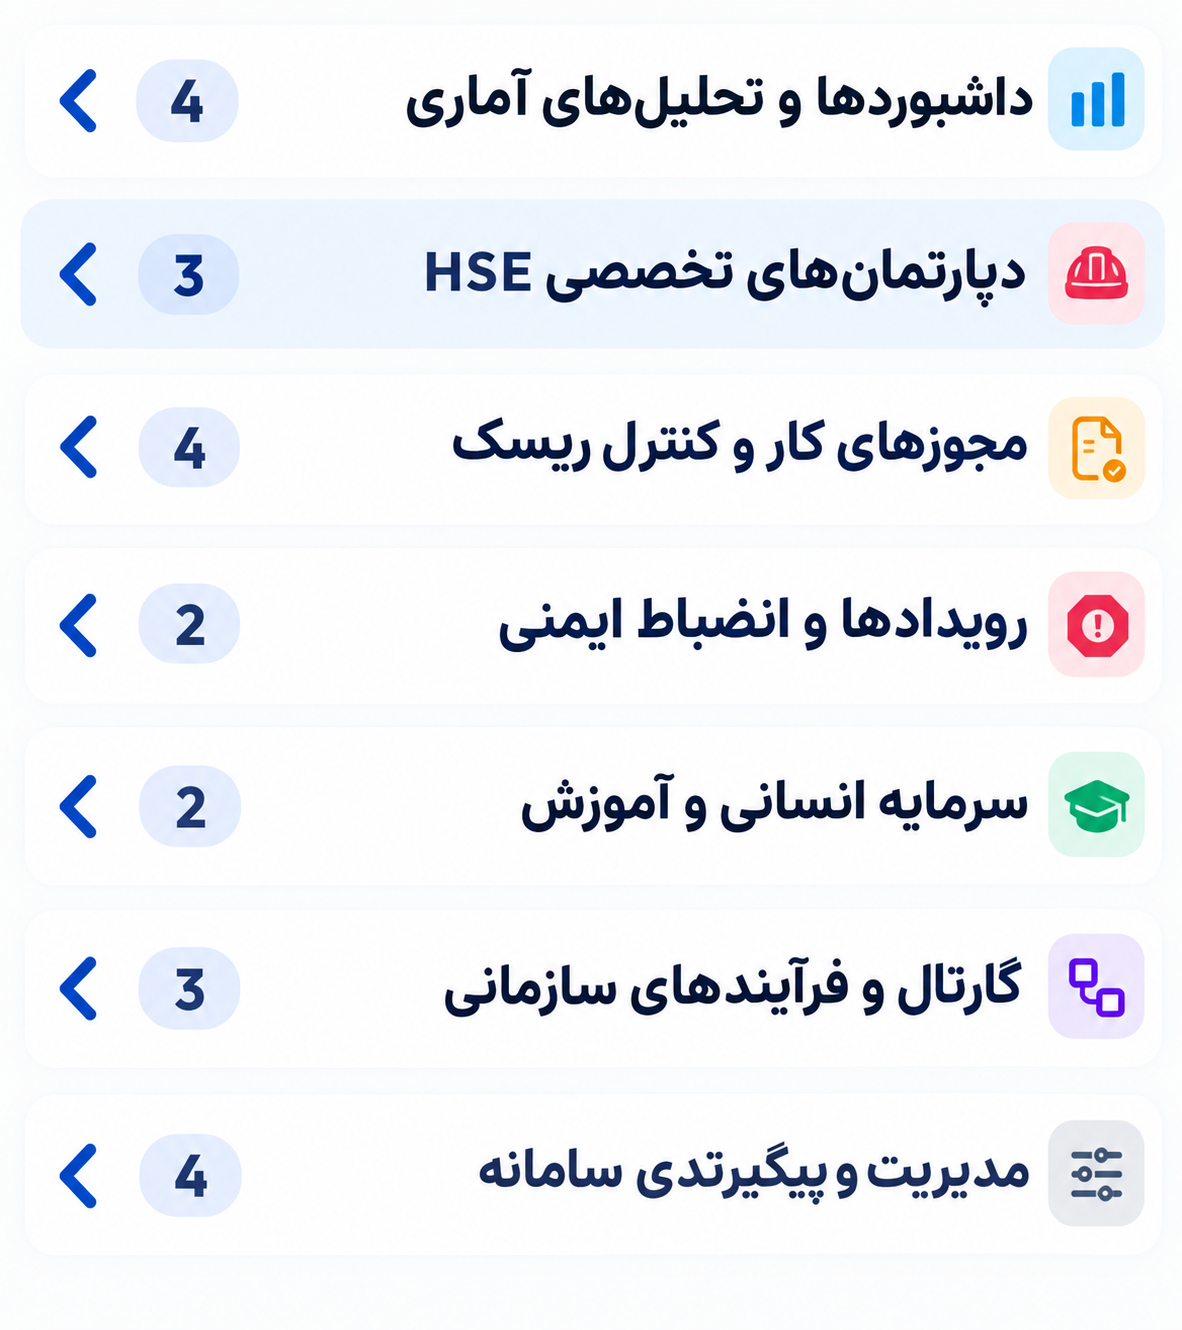 داشبوردها و تحلیل‌های آماری 4
دپارتمان‌های تخصصی HSE 3
مجوزهای کار و کنترل ریسک 4
رویدادها و انضباط ایمنی 2
سرمایه انسانی و آموزش 2
گارتال و فرآیندهای سازمانی 3
مدیریت و پیگیرتدی سامانه 4